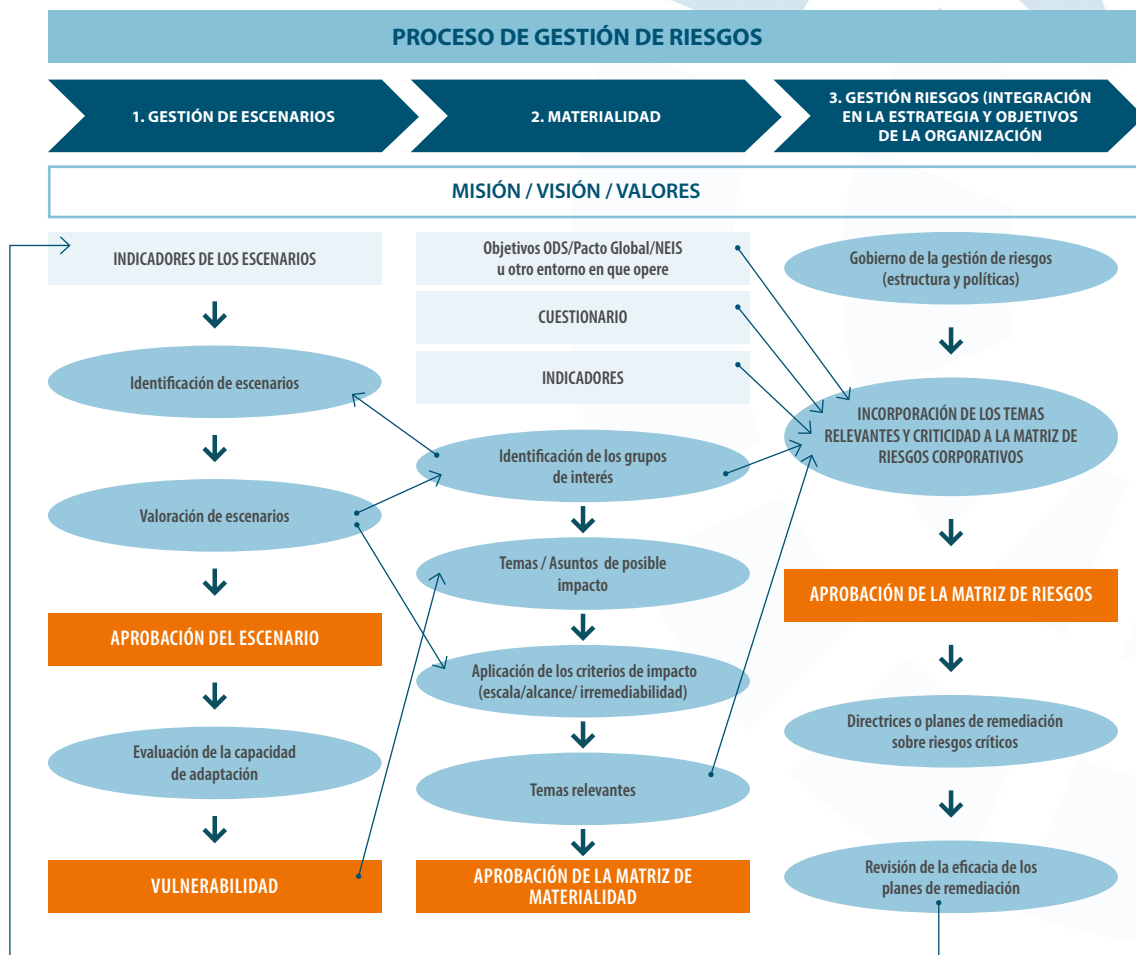 PROCESO DE GESTIÓN DE RIESGOS
1. GESTIÓN DE ESCENARIOS
2. MATERIALIDAD
3. GESTIÓN RIESGOS (INTEGRACIÓN
EN LA ESTRATEGIA Y OBJETIVOS
DE LA ORGANIZACIÓN
MISIÓN / VISIÓN / VALORES
INDICADORES DE LOS ESCENARIOS
Identificación de escenarios
Valoración de escenarios
APROBACIÓN DEL ESCENARIO
Evaluación de la capacidad
de adaptación
VULNERABILIDAD
Objetivos ODS/Pacto Global/NEIS
u otro entorno en que opere
CUESTIONARIO
INDICADORES
Identificación de los grupos
de interés
Temas / Asuntos de posible
impacto
Aplicación de los criterios de impacto
(escala/alcance/ irremediabilidad)
Temas relevantes
APROBACIÓN DE LA MATRIZ DE
MATERIALIDAD
Gobierno de la gestión de riesgos
(estructura y políticas)
INCORPORACIÓN DE LOS TEMAS
RELEVANTES Y CRITICIDAD A LA MATRIZ DE
RIESGOS CORPORATIVOS
APROBACIÓN DE LA MATRIZ DE RIESGOS
Directrices o planes de remediación
sobre riesgos críticos
Revisión de la eficacia de los
planes de remediación